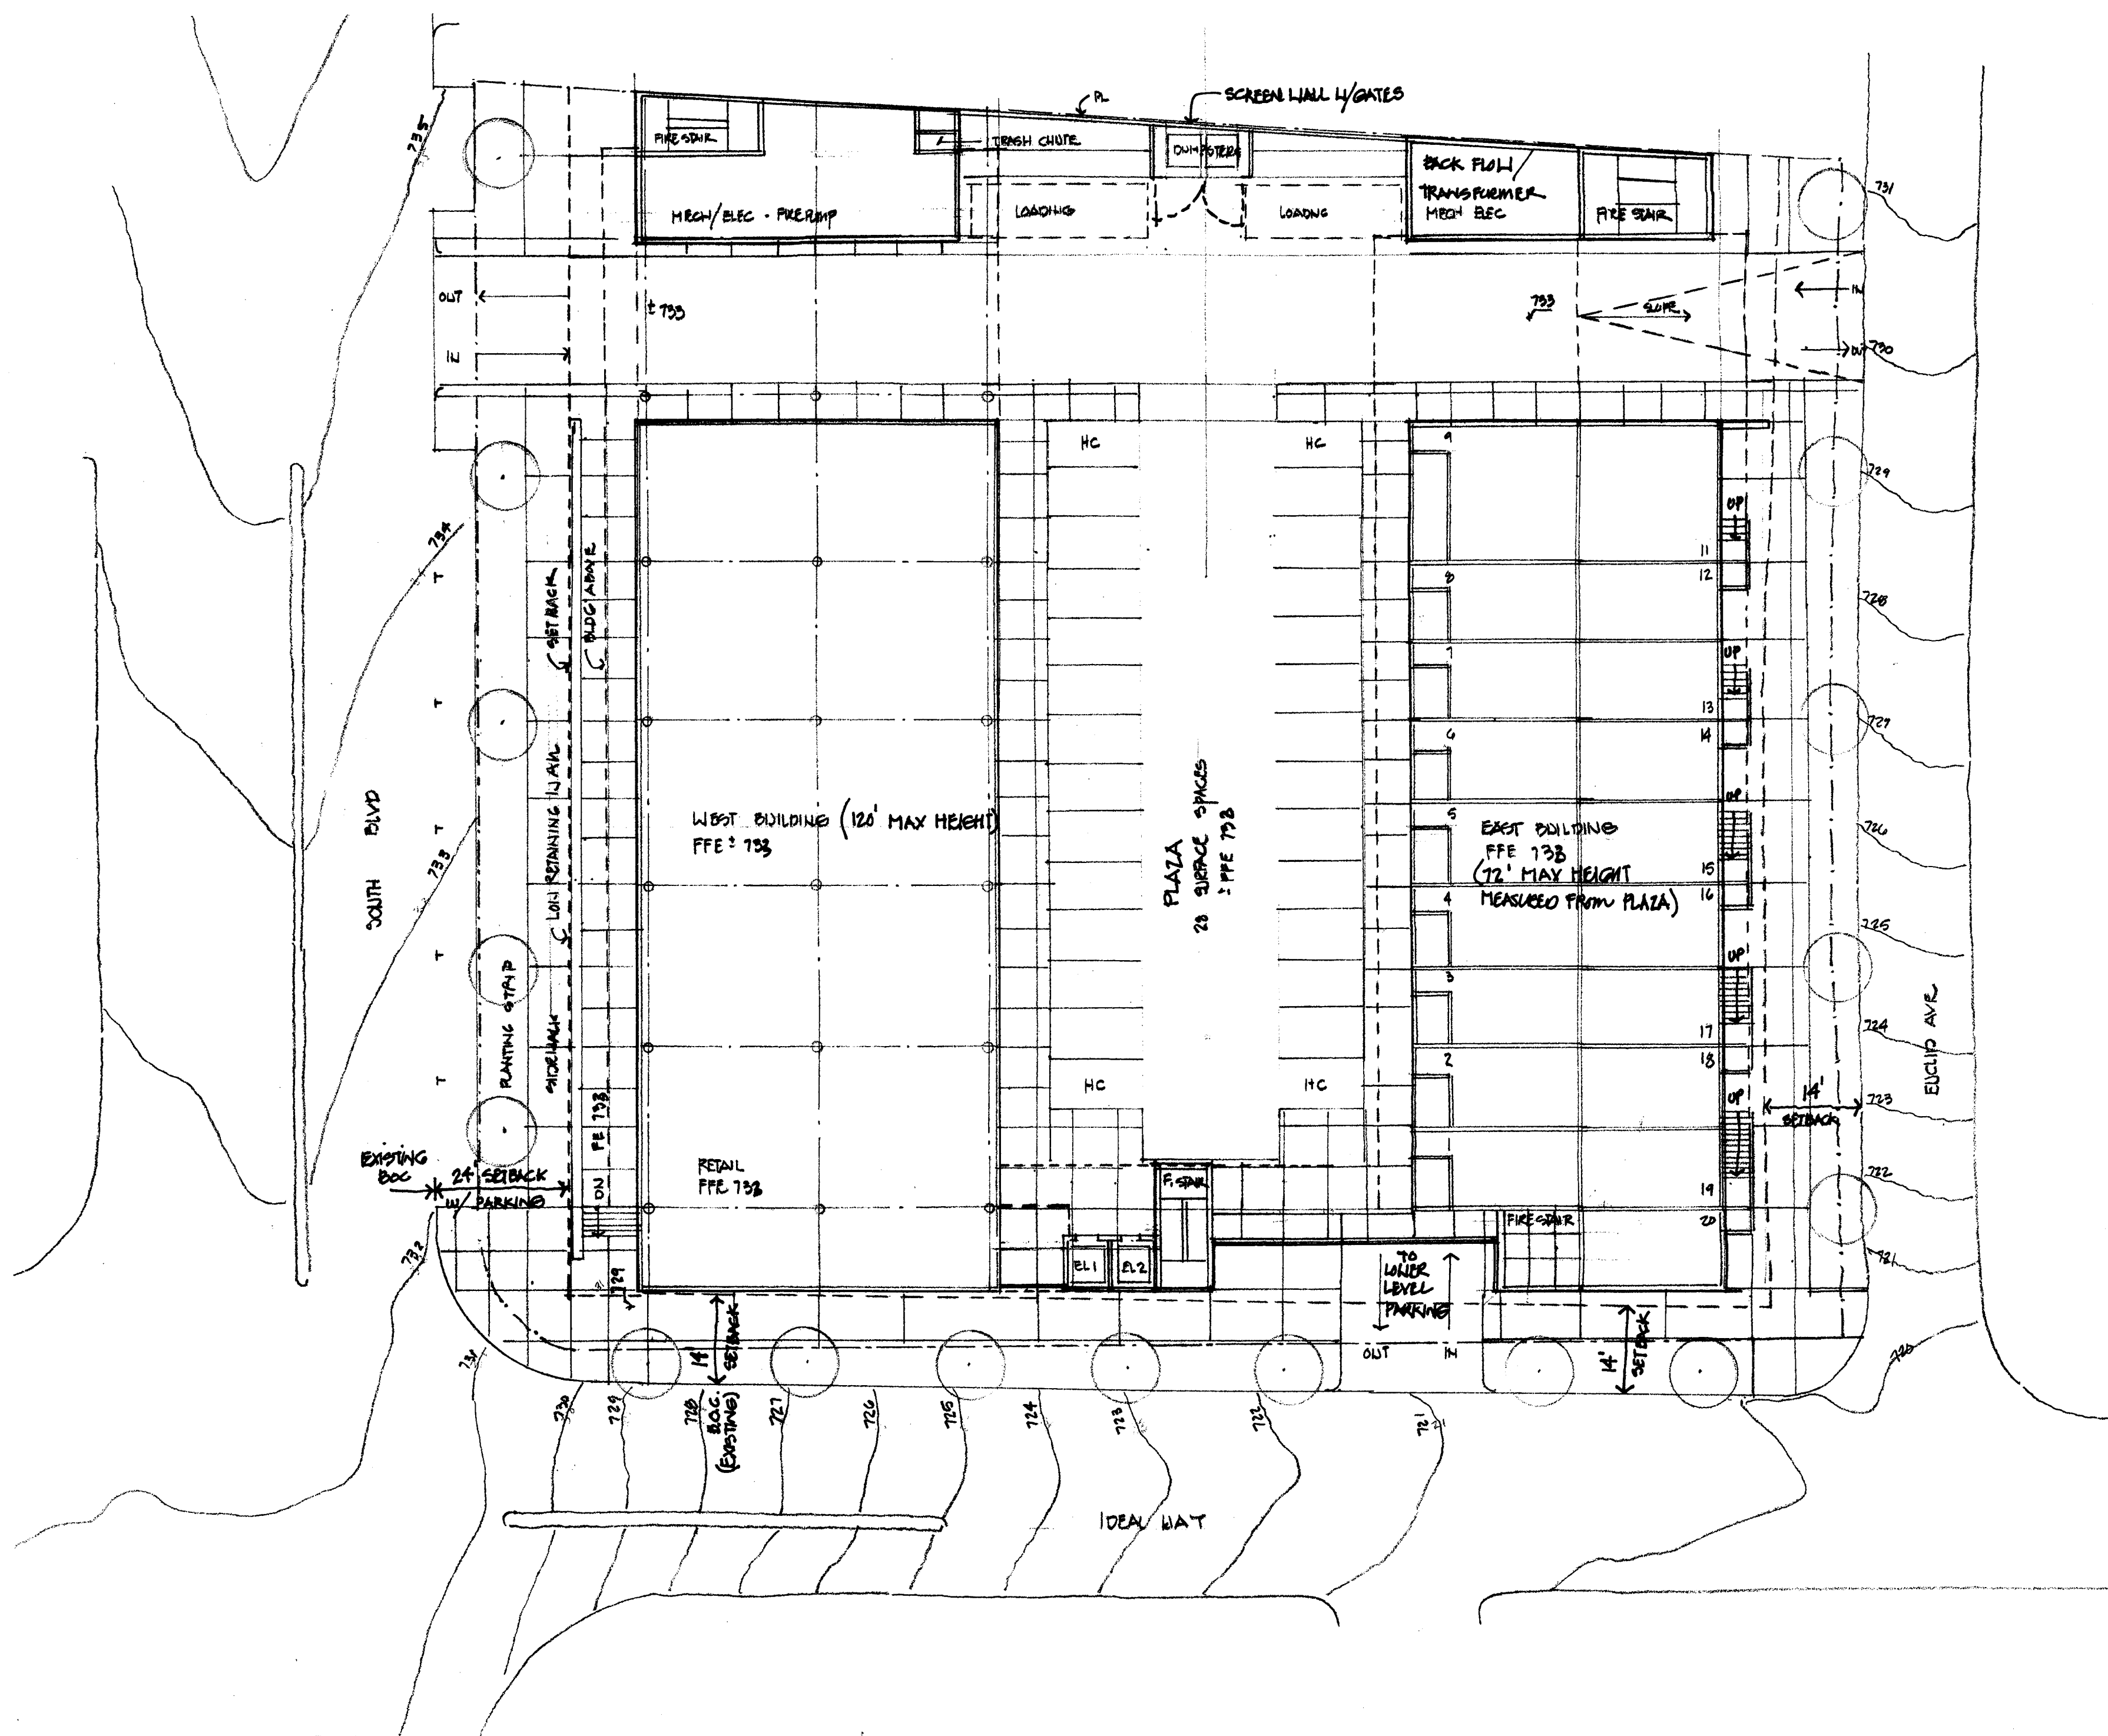 PL
SCREEN WALL W/GATES
735
FIRE STAIR
TRASH CHUTE
DUMPSTERS
BACK FLOW/
TRANSFORMER
MECH ELEC
FIRE STAIR
731
MECH/ELEC - FIRE PUMP
LOADING
LOADNG
OUT
IN
± 733
733
SLOPE
IN
OUT
730
HC
HC
9
729
UP
734
T
SETBACK
BLDG ABOVE
11
12
8
728
UP
7
T
13
14
6
727
LOW RETAINING WALL
SOUTH BLVD
T
733
WEST BUILDING (120' MAX HEIGHT)
FFE ± 733
PLAZA
28 SURFACE SPACES
± FFE 733
5
EAST BUILDING
FFE 733
(72' MAX HEIGHT
MEASURED FROM PLAZA)
UP
15
16
726
4
725
T
PLANTING STRIP
SIDEWALK
3
UP
17
18
724
EUCLID AVE
T
HC
HC
2
UP
14'
SETBACK
723
FFE 733
EXISTING
BOC
24' SETBACK
W/ PARKING
DN
RETAIL
FFE 733
F. STAIR
19
20
722
FIRE STAIR
732
729
EL1
EL2
TO
LOWER
LEVEL
PARKING
721
OUT
IN
14'
SETBACK
14'
SETBACK
B.O.C.
(EXISTING)
731
730
729
728
727
726
725
724
723
722
721
720
IDEAL WAY